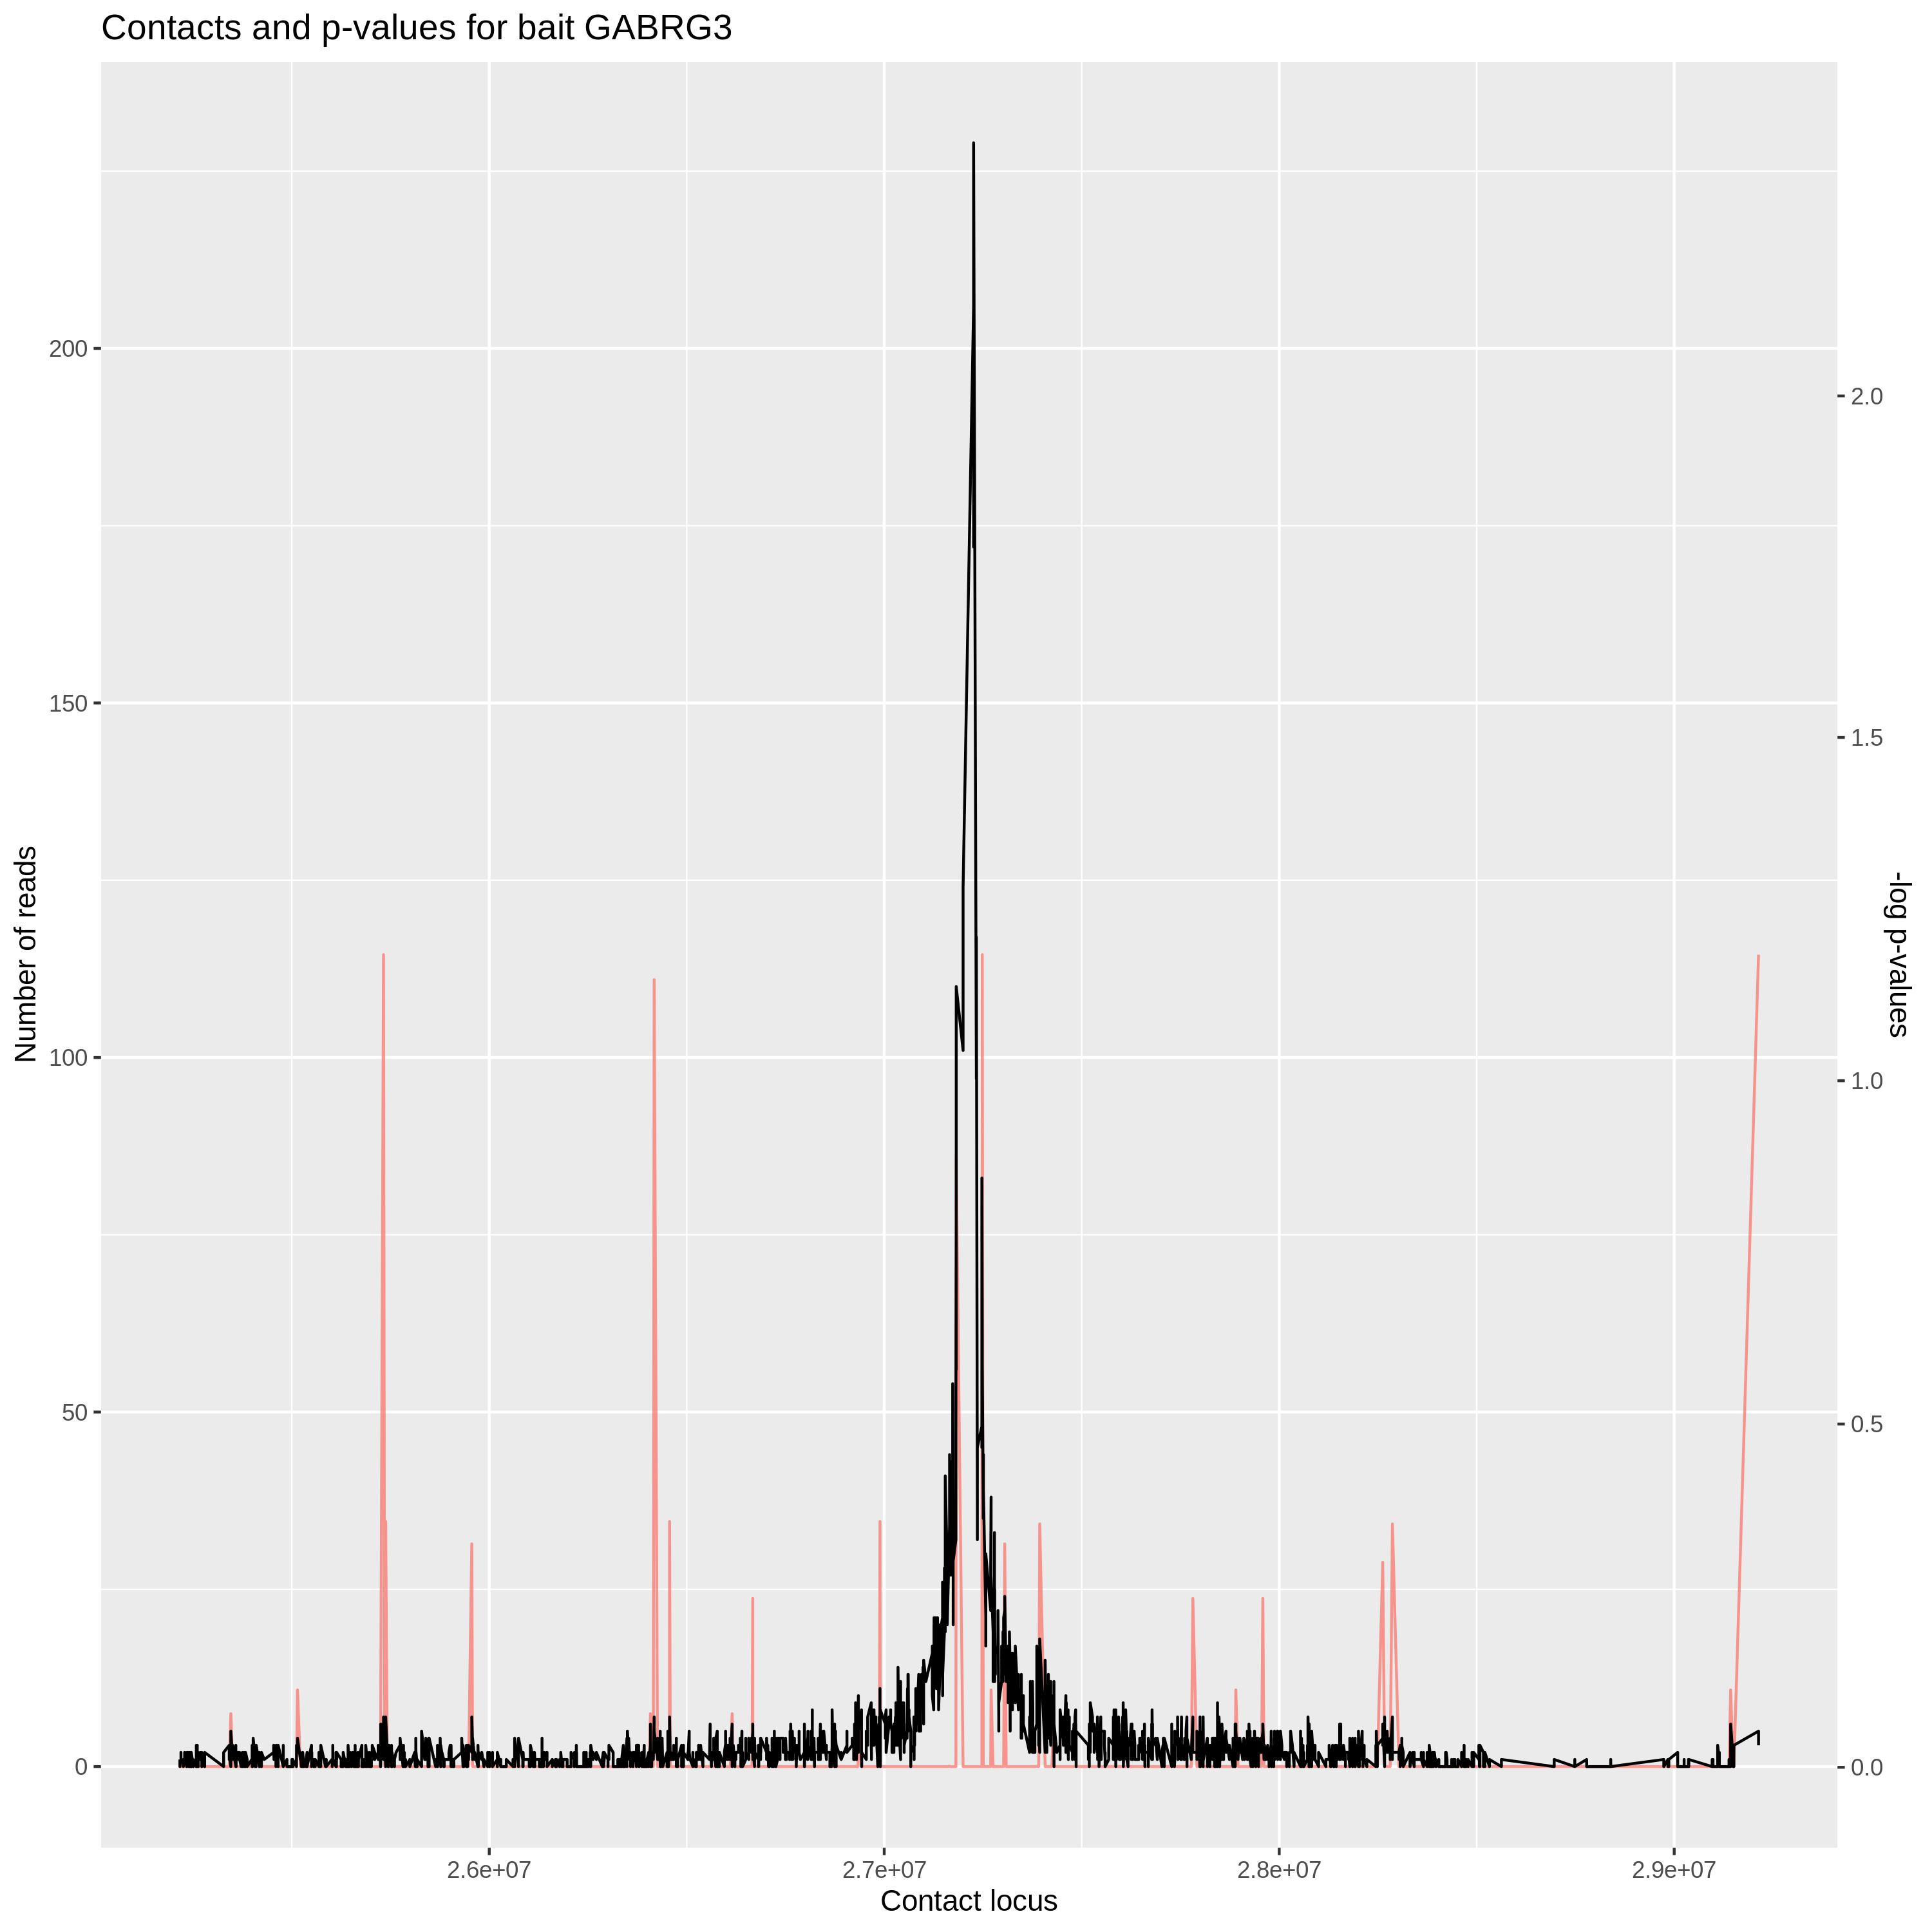 Contacts and p-values for bait GABRG3
Number of reads
200
150
100
50
0
2.0
1.5
1.0
0.5
0.0
-log p-values
2.6e+07
2.7e+07
2.8e+07
2.9e+07
Contact locus